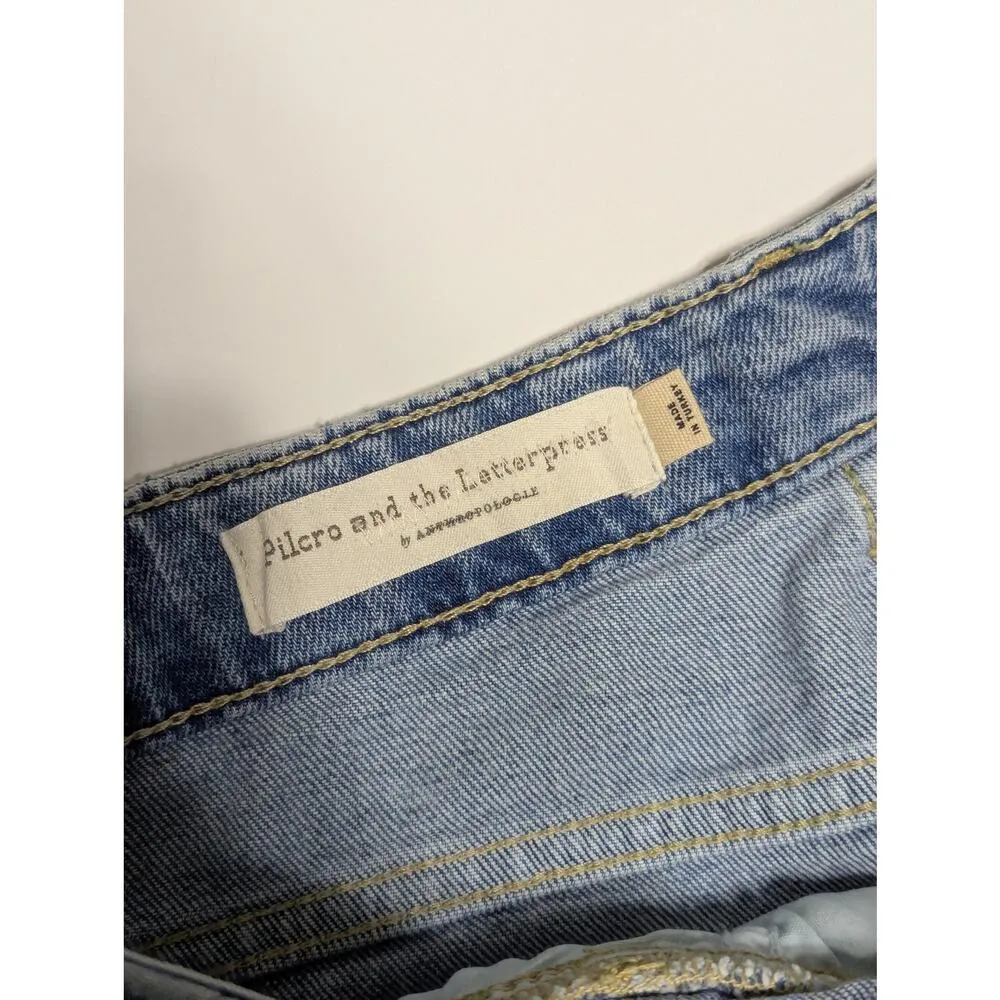 Pilcro and the Letterpress
by ANTHROPOLOGIE
MADE
IN TURKEY